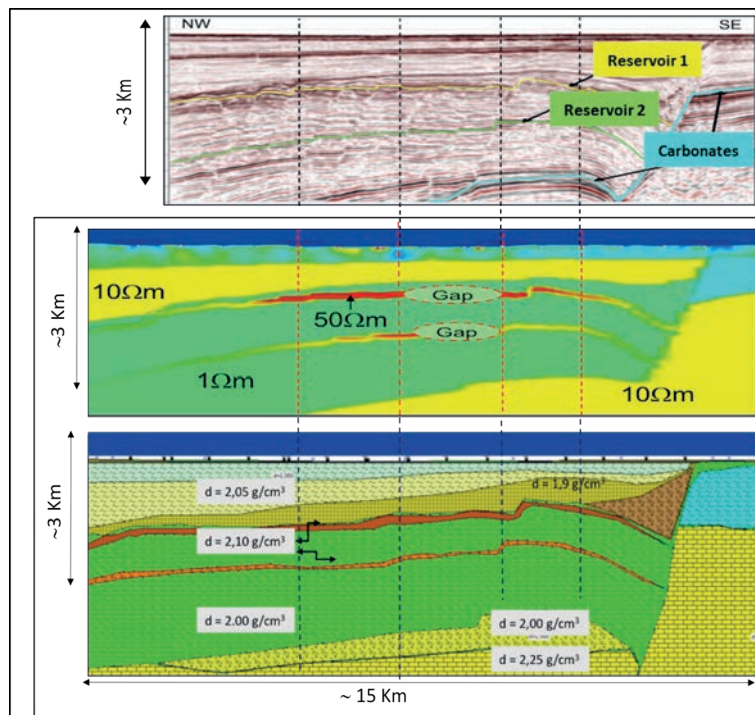 NW
SE
~3 Km
Reservoir 1
Reservoir 2
Carbonates
~3 Km
10Ωm
Gap
50Ωm
Gap
1Ωm
10Ωm
~3 Km
d = 2,05 g/cm³
d = 1,9 g/cm³
d = 2,10 g/cm³
d = 2.00 g/cm³
d = 2,00 g/cm³
d = 2,25 g/cm³
~ 15 Km